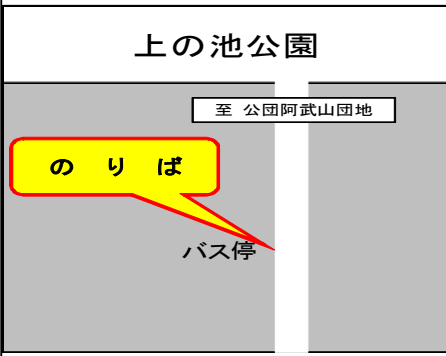 上の池公園
至 公団阿武山団地
のりば
バス停